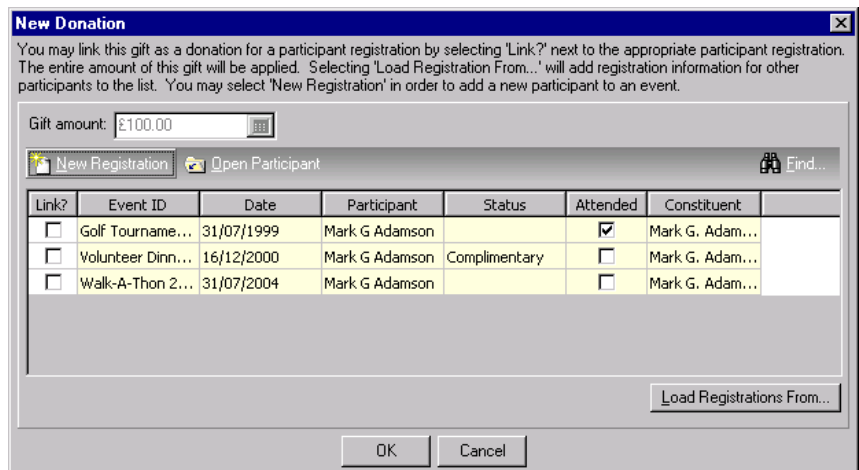 New Donation
You may link this gift as a donation for a participant registration by selecting 'Link?' next to the appropriate participant registration.
The entire amount of this gift will be applied.  Selecting 'Load Registration From...' will add registration information for other
participants to the list.  You may select 'New Registration' in order to add a new participant to an event.
Gift amount: £100.00
New Registration Open Participant Find...
Link? Event ID Date Participant Status Attended Constituent
Golf Tourname... 31/07/1999 Mark G Adamson Mark G. Adam...
Volunteer Dinn... 16/12/2000 Mark G Adamson Complimentary Mark G. Adam...
Walk-A-Thon 2... 31/07/2004 Mark G Adamson Mark G. Adam...
Load Registrations From...
OK Cancel